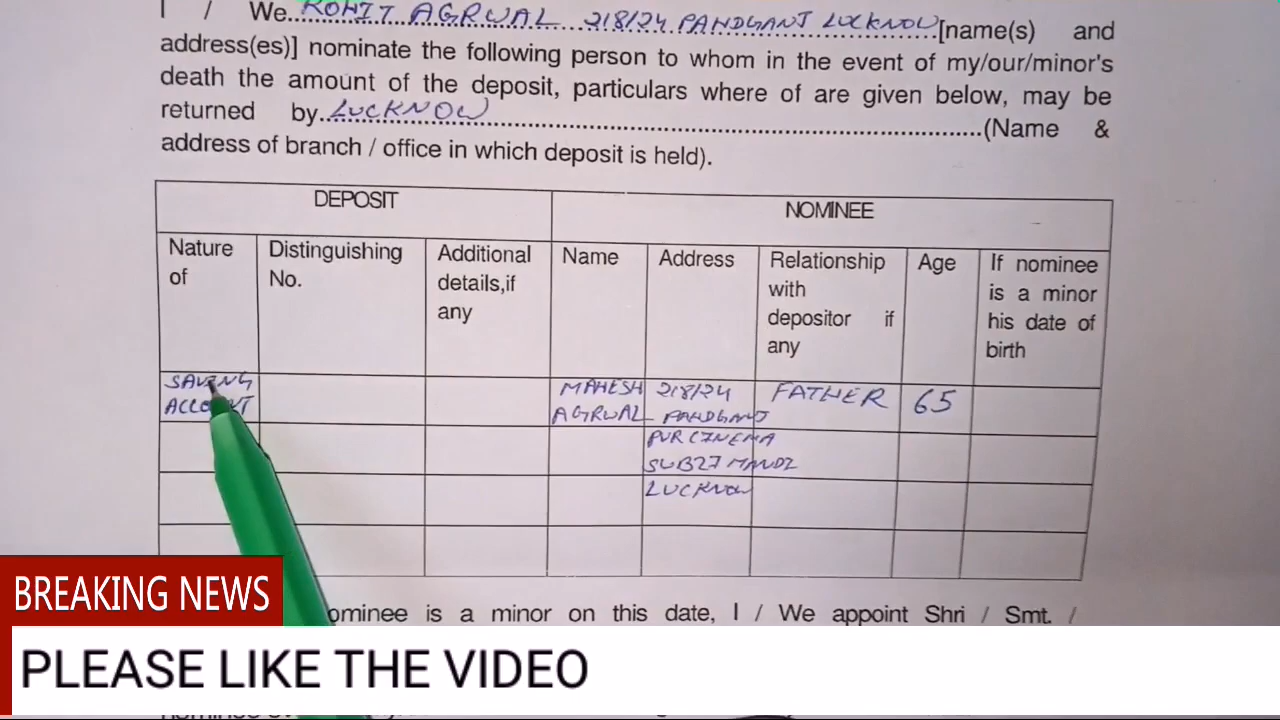 I / We..ROHIT AGRWAL 218/24 PANDGANJ LUCKNOW..[name(s) and
address(es)] nominate the following person to whom in the event of my/our/minor's
death the amount of the deposit, particulars where of are given below, may be
returned by..LUCKNOW..........(Name &
address of branch / office in which deposit is held).
DEPOSIT NOMINEE
Nature of
Distinguishing No.
Additional details,if any
Name
Address
Relationship with depositor if any
Age
If nominee is a minor his date of birth
SAVING ACCOUNT
MAHESH AGRWAL
218/24 PANDGANJ
PVR CINEMA
MANDI
LUCKNOW
FATHER
65
ominee is a minor on this date, I / We appoint Shri / Smt. /
BREAKING NEWS
PLEASE LIKE THE VIDEO